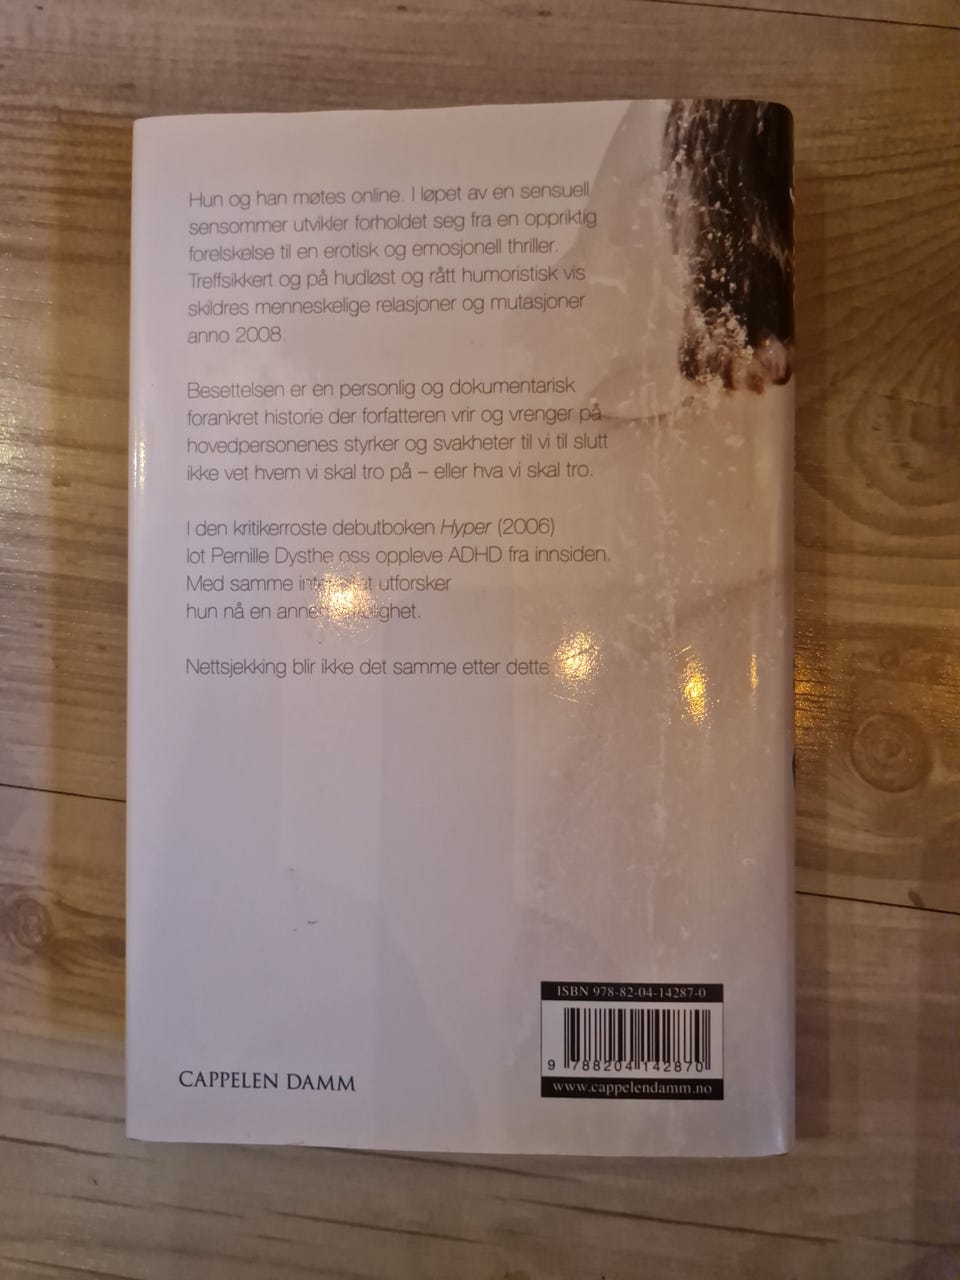 Hun og han møtes online. I løpet av en sensuell
sensommer utvikler forholdet seg fra en oppriktig
forelskelse til en erotisk og emosjonell thriller.
Treffsikkert og på hudløst og rått humoristisk vis
skildres menneskelige relasjoner og mutasjoner
anno 2008.
Besettelsen er en personlig og dokumentarisk
forankret historie der forfatteren vrir og vrenger på
hovedpersonenes styrker og svakheter til vi til slutt
ikke vet hvem vi skal tro på – eller hva vi skal tro.
I den kritikerroste debutboken Hyper (2006)
lot Pernille Dysthe oss oppleve ADHD fra innsiden.
Med samme utforsker
hun nå en
Nettsjekking blir ikke det samme etter dette
ISBN 978-82-04-14287-0
9 788204 142870
www.cappelendamm.no
CAPPELEN DAMM